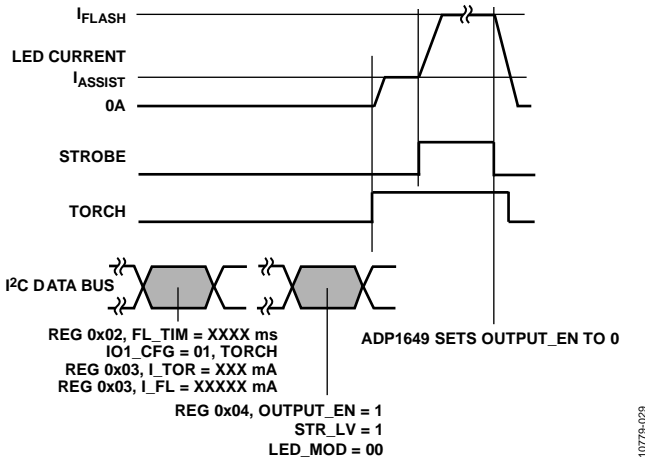 IFLASH
LED CURRENT
IASSIST
0A
STROBE
TORCH
I2C DATA BUS
REG 0x02, FL_TIM = XXXX ms
IO1_CFG = 01, TORCH
REG 0x03, I_TOR = XXX mA
REG 0x03, I_FL = XXXXX mA
ADP1649 SETS OUTPUT_EN TO 0
REG 0x04, OUTPUT_EN = 1
STR_LV = 1
LED_MOD = 00
10779-029